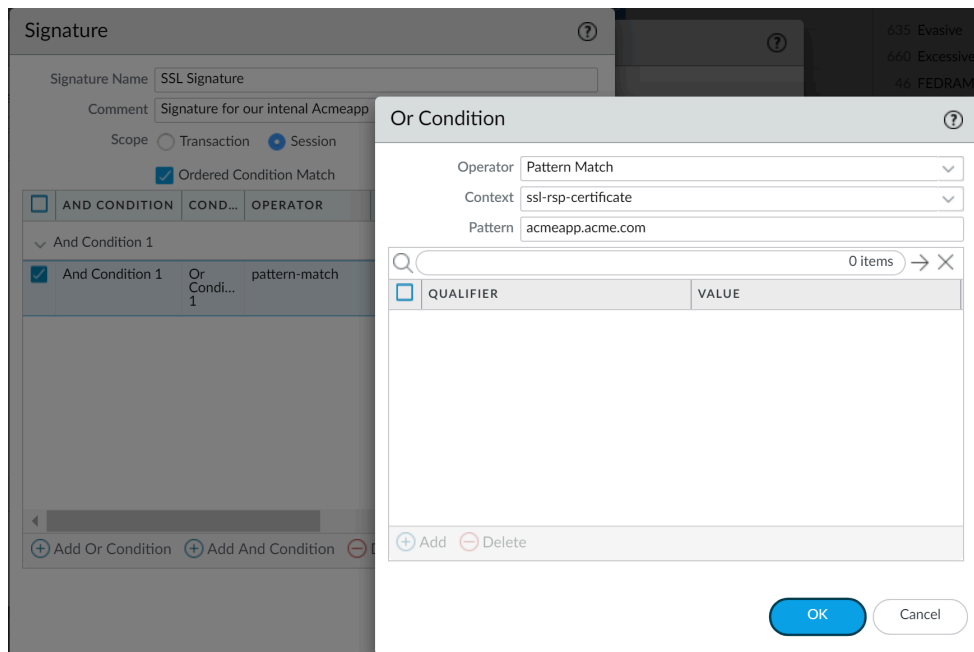 Signature
635 Evasive
660 Excessive
46 FEDRAM
Signature Name SSL Signature
Comment Signature for our intenal Acmeapp
Scope Transaction Session
Ordered Condition Match
AND CONDITION COND... OPERATOR
And Condition 1
And Condition 1 Or Condi... 1 pattern-match
Add Or Condition Add And Condition D
Or Condition
Operator Pattern Match
Context ssl-rsp-certificate
Pattern acmeapp.acme.com
0 items
QUALIFIER VALUE
Add Delete
OK Cancel